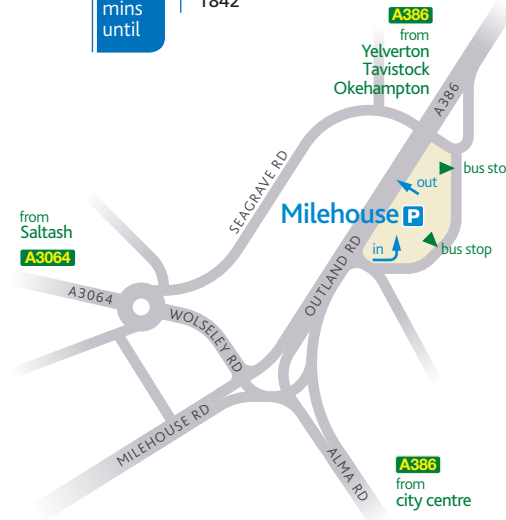 mins
until
1842
A386
from
Yelverton
Tavistock
Okehampton
A386
SEAGRAVE RD
bus sto
out
Milehouse P
from
Saltash
A3064
in
bus stop
OUTLAND RD
A3064
WOLSELEY RD
MILEHOUSE RD
ALMA RD
A386
from
city centre